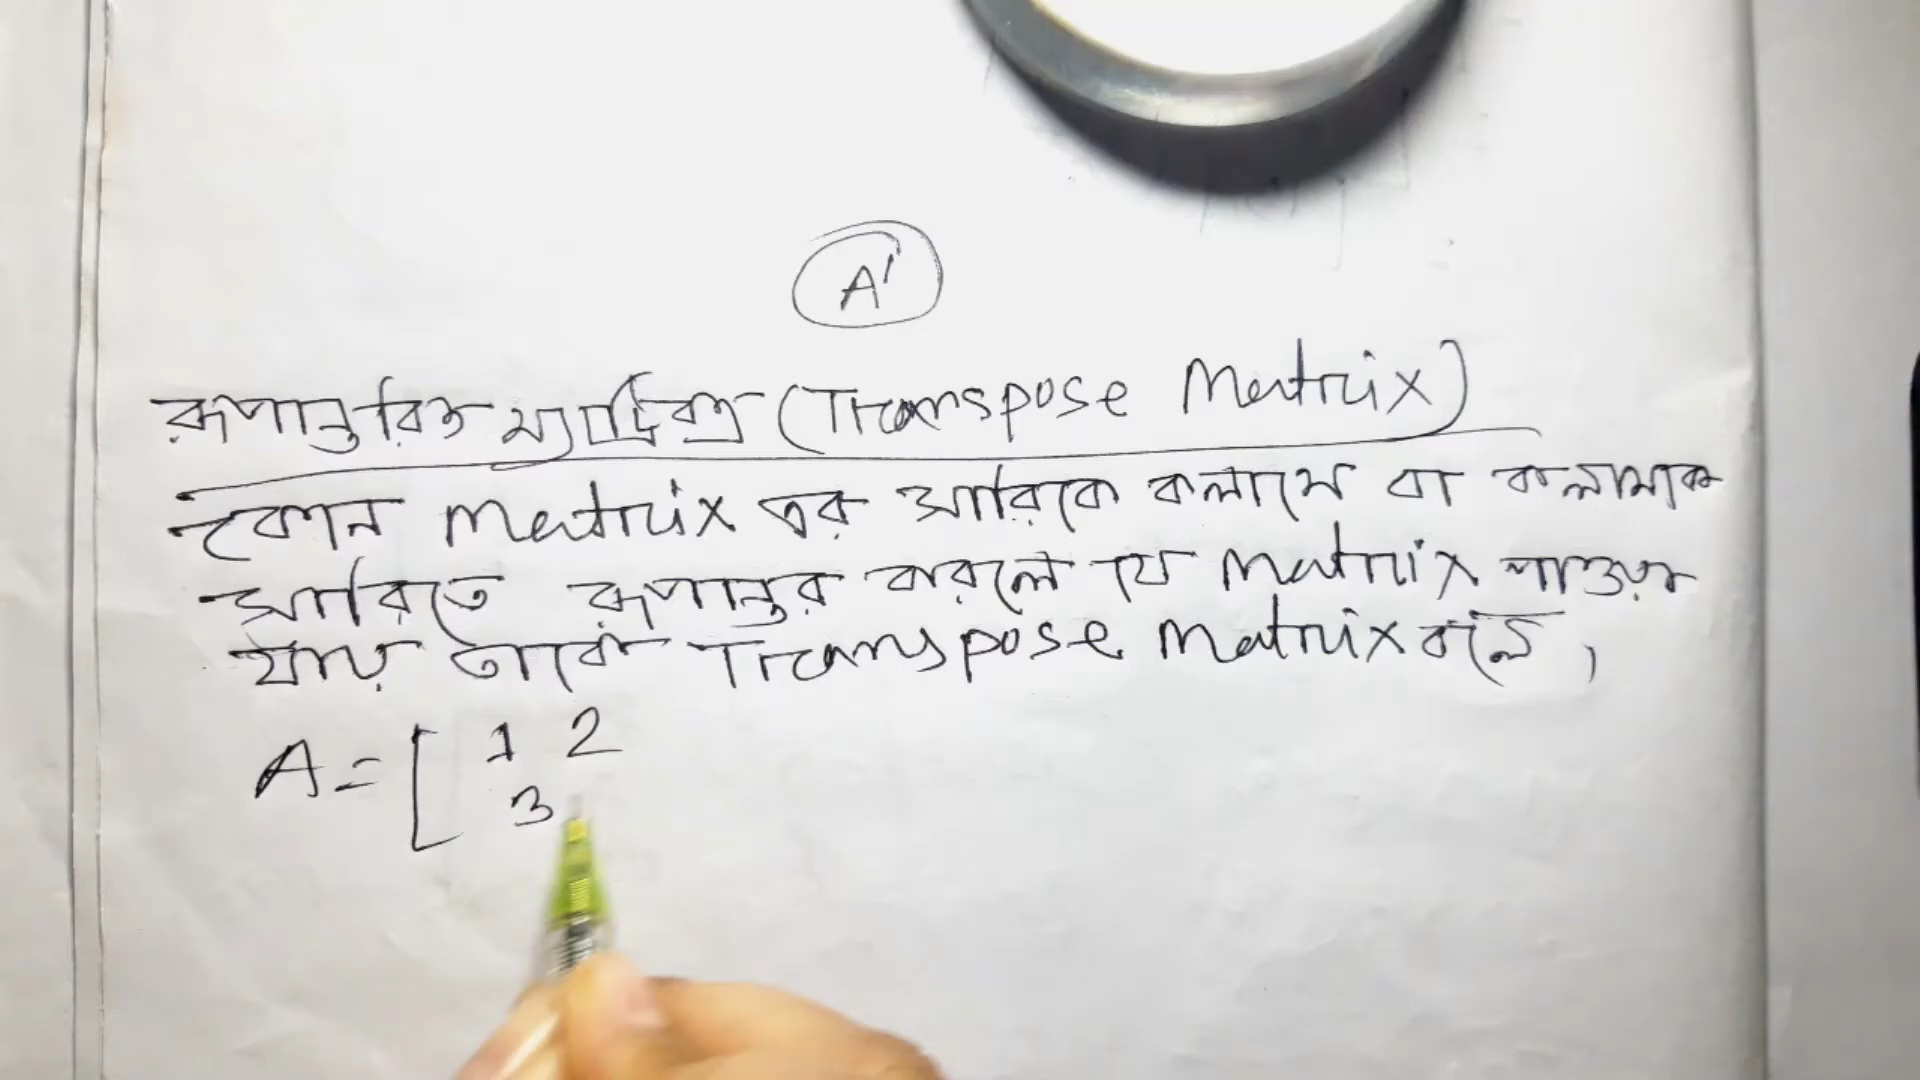 A'
রূপান্তরিত ম্যাট্রিক্স (Transpose Matrix)
কোন Matrix এর সারিকে কলামে বা কলামকে
সারিতে রূপান্তর করলে যে Matrix পাওয়া
যায় তাকে Transpose Matrix বলে,
A = [ 1 2
3